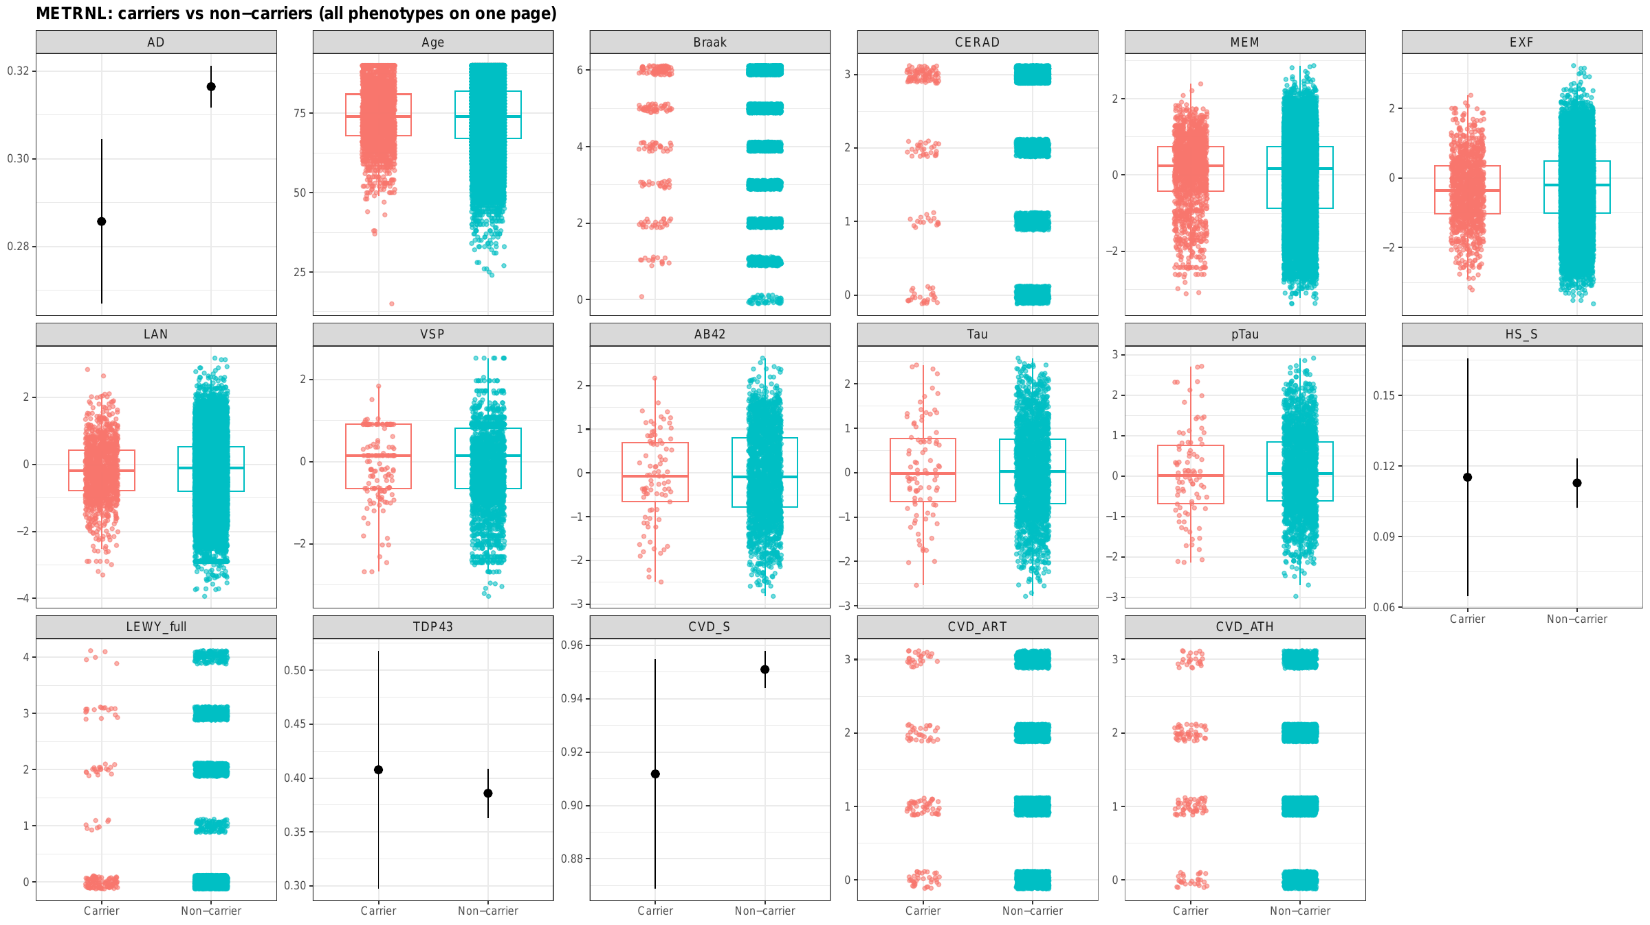 METRNL: carriers vs non−carriers (all phenotypes on one page)
AD
Age
Braak
CERAD
MEM
EXF
0.32
0.30
0.28
75
50
25
6
4
2
0
3
2
1
0
2
0
−2
2
0
−2
LAN
VSP
AB42
Tau
pTau
HS_S
2
0
−2
−4
2
0
−2
2
1
0
−1
−2
−3
2
1
0
−1
−2
−3
3
2
1
0
−1
−2
−3
0.15
0.12
0.09
0.06
Carrier
Non−carrier
LEWY_full
TDP43
CVD_S
CVD_ART
CVD_ATH
4
3
2
1
0
0.50
0.45
0.40
0.35
0.30
0.96
0.94
0.92
0.90
0.88
3
2
1
0
3
2
1
0
Carrier
Non−carrier
Carrier
Non−carrier
Carrier
Non−carrier
Carrier
Non−carrier
Carrier
Non−carrier